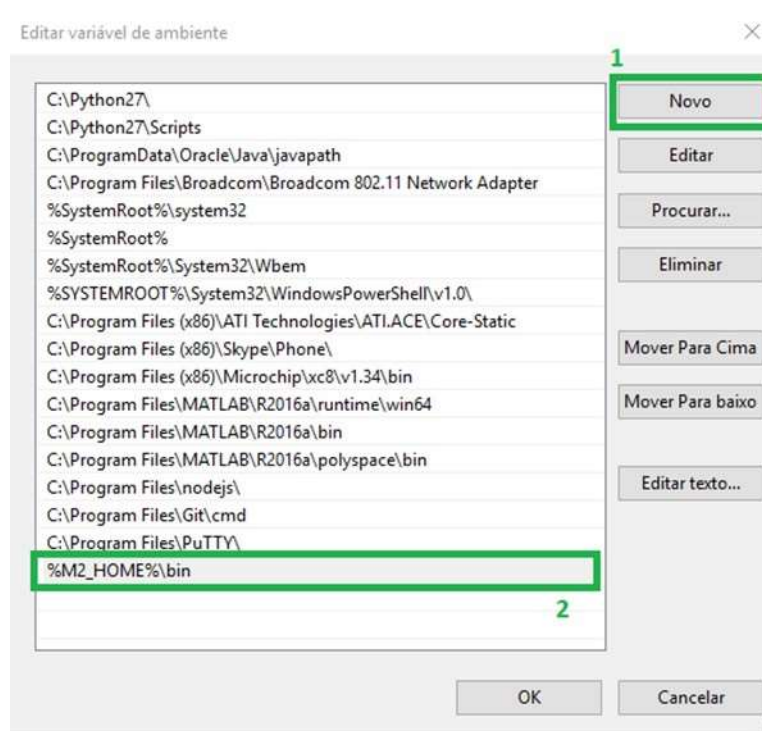 Editar variável de ambiente
1
C:\Python27\
Novo
C:\Python27\Scripts
C:\ProgramData\Oracle\Java\javapath
Editar
C:\Program Files\Broadcom\Broadcom 802.11 Network Adapter
%SystemRoot%\system32
Procurar...
%SystemRoot%
%SystemRoot%\System32\Wbem
Eliminar
%SYSTEMROOT%\System32\WindowsPowerShell\v1.0\
C:\Program Files (x86)\ATI Technologies\ATI.ACE\Core-Static
C:\Program Files (x86)\Skype\Phone\
Mover Para Cima
C:\Program Files (x86)\Microchip\xc8\v1.34\bin
C:\Program Files\MATLAB\R2016a\runtime\win64
Mover Para baixo
C:\Program Files\MATLAB\R2016a\bin
C:\Program Files\MATLAB\R2016a\polyspace\bin
C:\Program Files\nodejs\
Editar texto...
C:\Program Files\Git\cmd
C:\Program Files\PuTTY\
%M2_HOME%\bin
2
OK
Cancelar